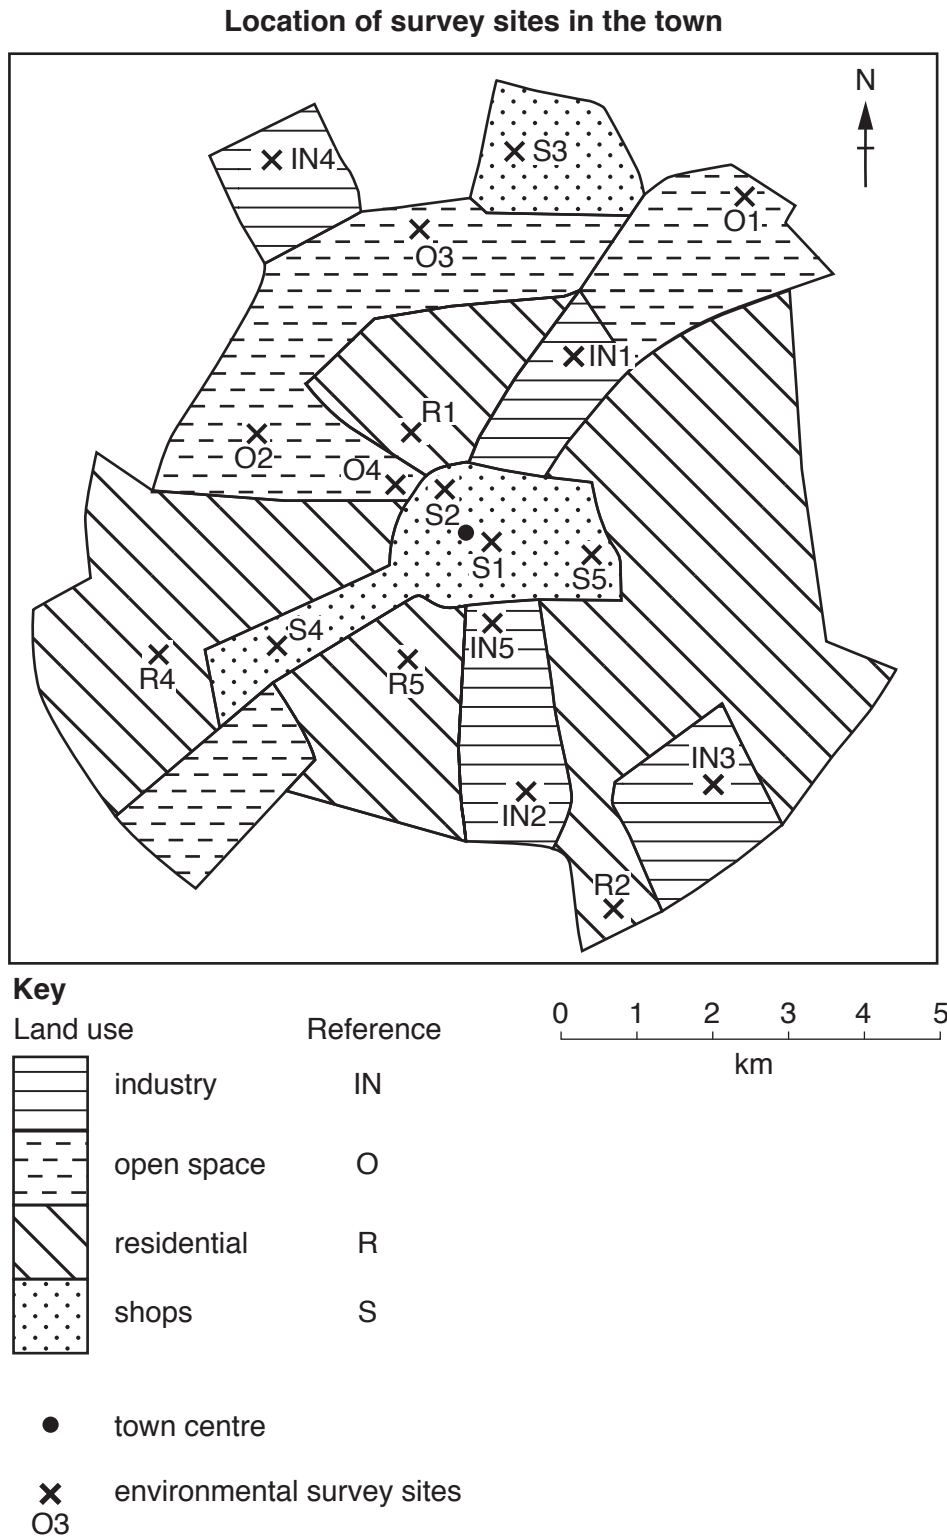 Location of survey sites in the town
N
IN4
S3
O1
O3
IN1
R1
O2
O4
S2
S1
S5
S4
IN5
R4
R5
IN3
IN2
R2
Key
Land use Reference
industry IN
open space O
residential R
shops S
town centre
environmental survey sites
O3
0 1 2 3 4 5
km